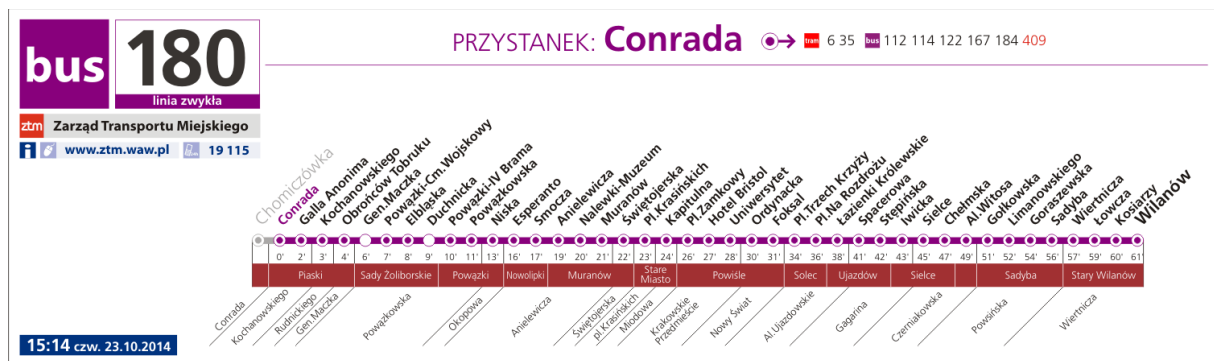 bus 180
linia zwykła
ztm Zarząd Transportu Miejskiego
www.ztm.waw.pl 19 115
PRZYSTANEK: Conrada tram 6 35 bus 112 114 122 167 184 409
Chomiczówka
Conrada
Galla Anonima
Kochanowskiego
Obrońców Tobruku
Gen.Maczka
Powązki-Cm.Wojskowy
Elbląska
Duchnicka
Powązki-IV Brama
Powązkowska
Niska
Esperanto
Smocza
Anielewicza
Nalewki-Muzeum
Muranów
Świętojerska
Pl.Krasińskich
Kapitulna
Pl.Zamkowy
Hotel Bristol
Uniwersytet
Ordynacka
Foksal
Pl.Trzech Krzyży
Pl.Na Rozdrożu
Łazienki Królewskie
Spacerowa
Stępińska
Iwicka
Sielce
Chełmska
Al.Witosa
Gołkowska
Limanowskiego
Goraszewska
Sadyba
Wiertnicza
Łowcza
Kosiarzy
Wilanów
0' 2' 3' 4' 6' 7' 8' 9' 10' 11' 13' 16' 17' 19' 20' 21' 22' 23' 24' 26' 27' 28' 30' 31' 34' 36' 38' 41' 42' 43' 45' 47' 49' 51' 52' 54' 56' 57' 59' 60' 61'
Piaski Sady Żoliborskie Powązki Nowolipki Muranów Stare Miasto Powiśle Solec Ujazdów Sielce Sadyba Stary Wilanów
Conrada
Kochanowskiego
Rudnickiego
Gen.Maczka
Powązkowska
Okopowa
Anielewicza
Świętojerska
pl.Krasińskich
Miodowa
Krakowskie
Przedmieście
Nowy Świat
Al.Ujazdowskie
Gagarina
Czerniakowska
Powsińska
Wiertnicza
15:14 czw. 23.10.2014